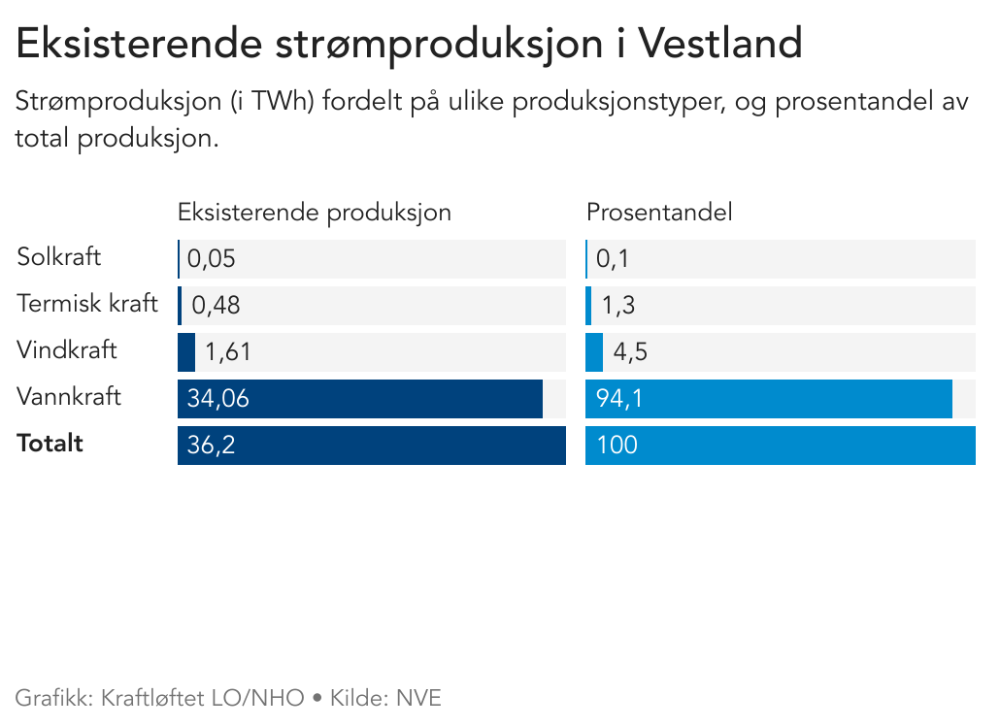 Eksisterende strømproduksjon i Vestland
Strømproduksjon (i TWh) fordelt på ulike produksjonstyper, og prosentandel av
total produksjon.
Eksisterende produksjon Prosentandel
Solkraft 0,05 0,1
Termisk kraft 0,48 1,3
Vindkraft 1,61 4,5
Vannkraft 34,06 94,1
Totalt 36,2 100
Grafikk: Kraftløftet LO/NHO • Kilde: NVE